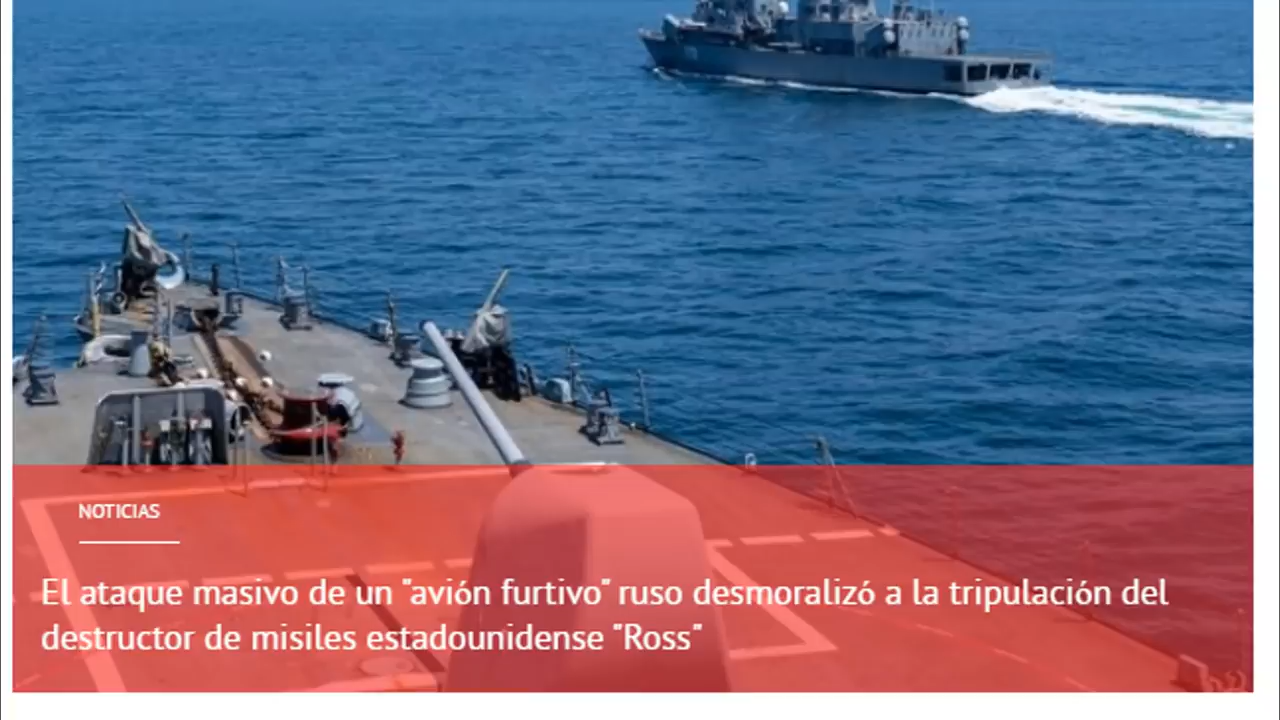 NOTICIAS
El ataque masivo de un "avión furtivo" ruso desmoralizó a la tripulación del
destructor de misiles estadounidense "Ross"